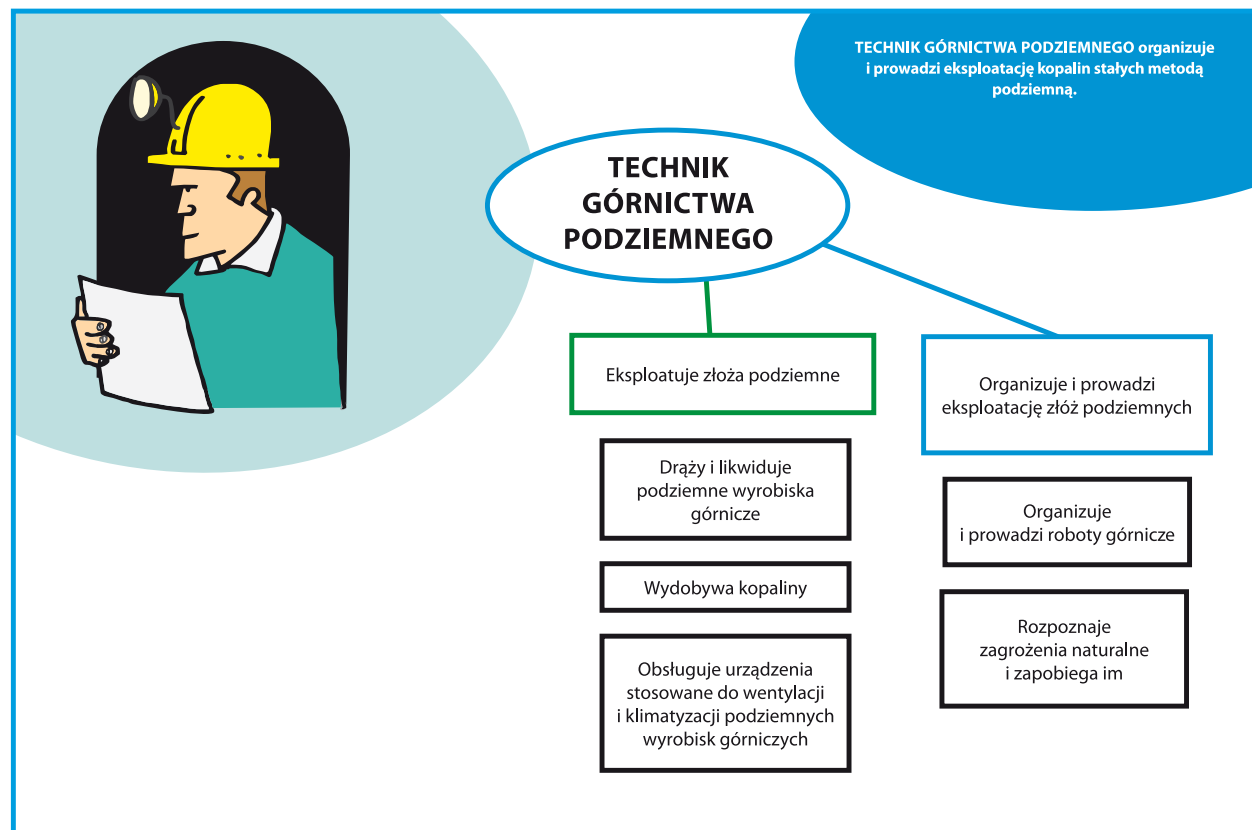 TECHNIK GÓRNICTWA PODZIEMNEGO organizuje
i prowadzi eksploatację kopalin stałych metodą
podziemną.
TECHNIK
GÓRNICTWA
PODZIEMNEGO
Eksploatuje złoża podziemne
Drąży i likwiduje
podziemne wyrobiska
górnicze
Wydobywa kopaliny
Obsługuje urządzenia
stosowane do wentylacji
i klimatyzacji podziemnych
wyrobisk górniczych
Organizuje i prowadzi
eksploatację złóż podziemnych
Organizuje
i prowadzi roboty górnicze
Rozpoznaje
zagrożenia naturalne
i zapobiega im